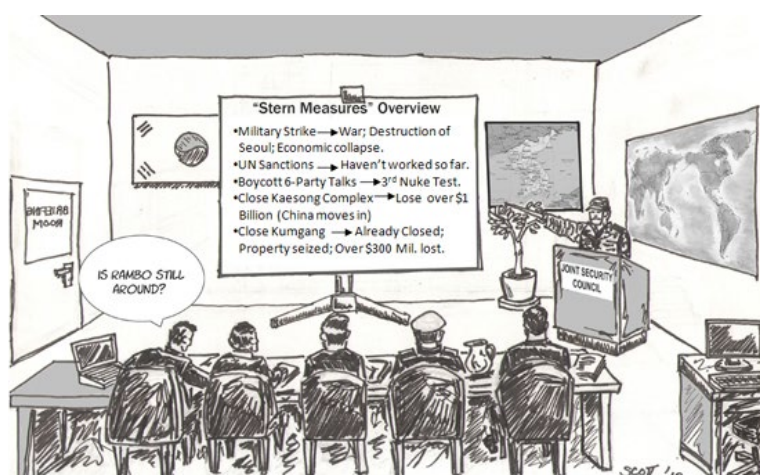 "Stern Measures" Overview
•Military Strike→War; Destruction of
Seoul; Economic collapse.
•UN Sanctions → Haven't worked so far.
•Boycott 6-Party Talks →3rd Nuke Test.
•Close Kaesong Complex→Lose over $1
Billion (China moves in)
•Close Kumgang → Already Closed;
Property seized; Over $300 Mil. lost.
BRIEFING
ROOM
IS RAMBO STILL
AROUND?
JOINT SECURITY
COUNCIL